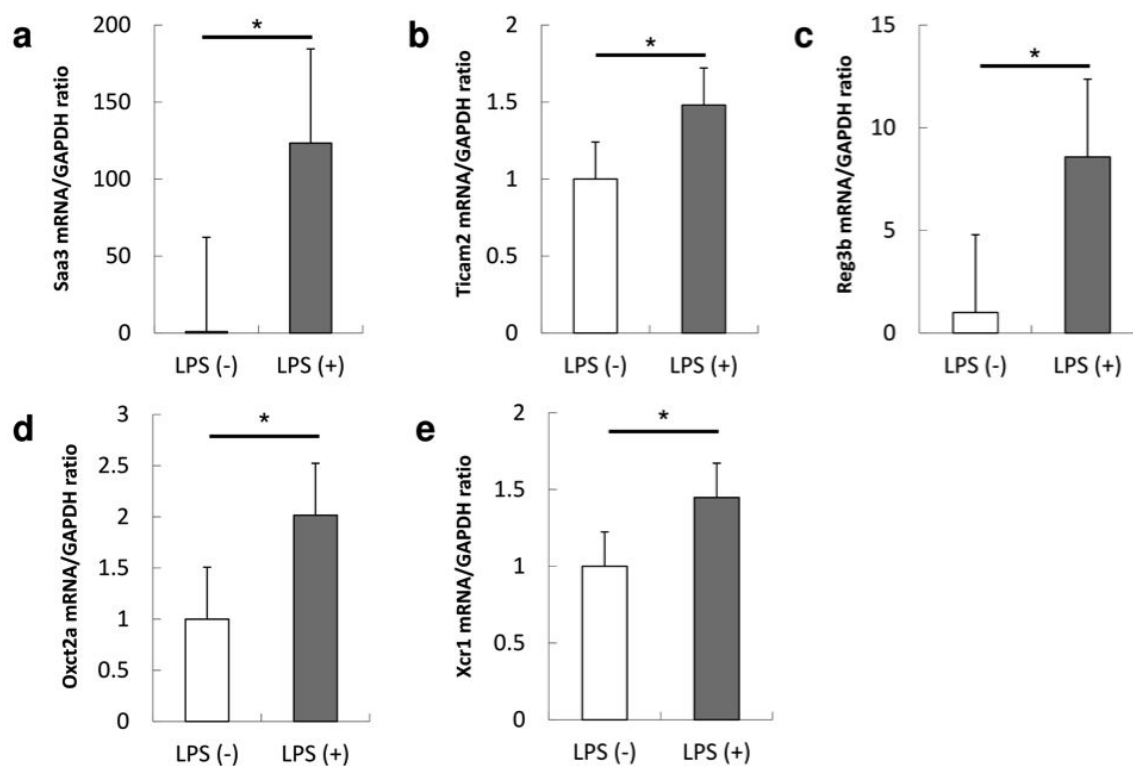 a
Saa3 mRNA/GAPDH ratio
200
150
100
50
0
*
LPS (-) LPS (+)
b
Ticam2 mRNA/GAPDH ratio
2
1.5
1
0.5
0
*
LPS (-) LPS (+)
c
Reg3b mRNA/GAPDH ratio
15
10
5
0
*
LPS (-) LPS (+)
d
Oxct2a mRNA/GAPDH ratio
3
2.5
2
1.5
1
0.5
0
*
LPS (-) LPS (+)
e
Xcr1 mRNA/GAPDH ratio
2
1.5
1
0.5
0
*
LPS (-) LPS (+)